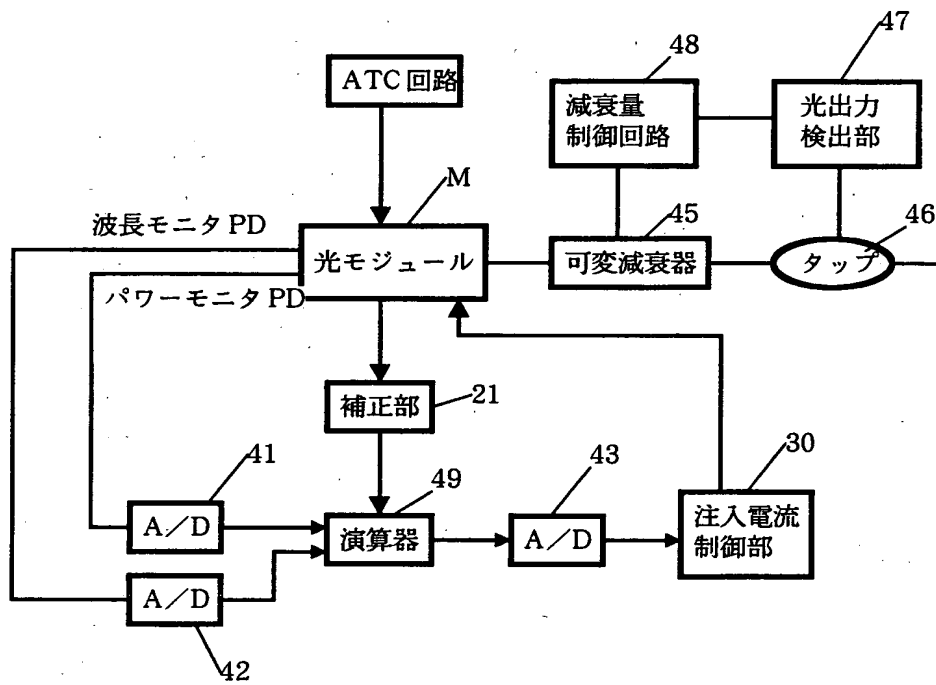 48
47
ATC回路
減衰量
制御回路
光出力
検出部
M
45
46
波長モニタPD
光モジュール
可変減衰器
タップ
パワーモニタPD
補正部
21
41
49
43
30
A/D
演算器
A/D
注入電流
制御部
A/D
42